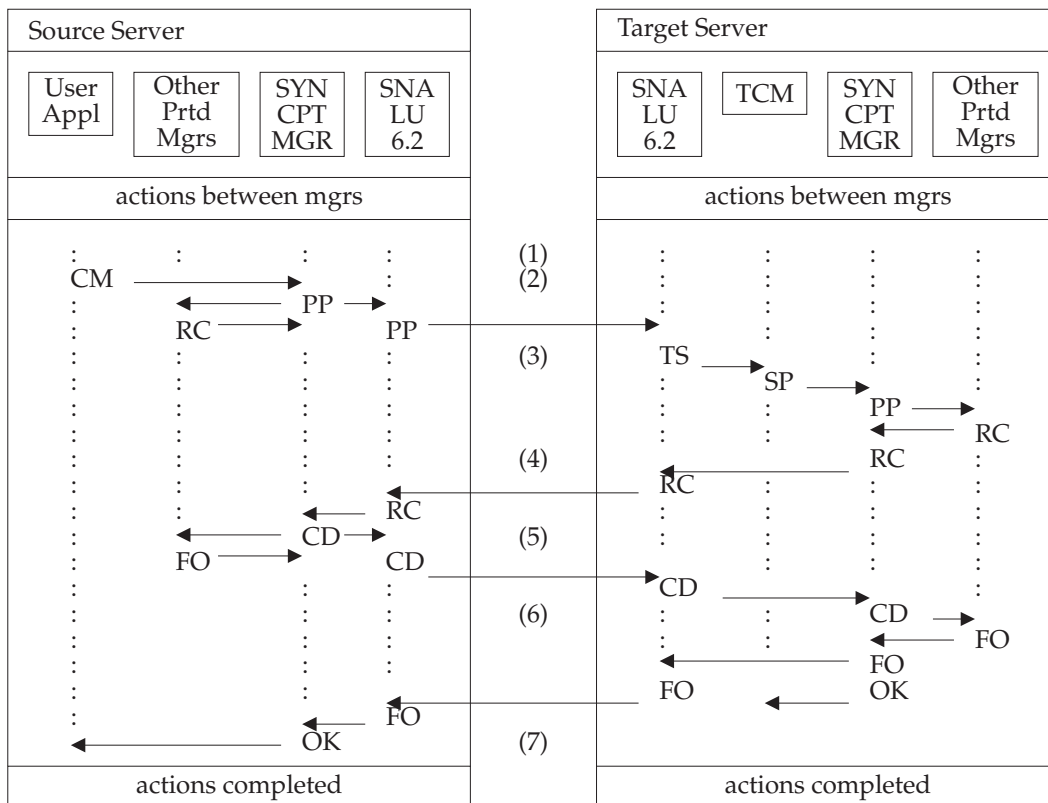 Source Server
Target Server
User
Appl
Other
Prtd
Mgrs
SYN
CPT
MGR
SNA
LU
6.2
SNA
LU
6.2
TCM
SYN
CPT
MGR
Other
Prtd
Mgrs
actions between mgrs
actions between mgrs
(1)
CM (2)
PP
RC PP
(3) TS
SP
PP
RC
(4) RC
RC
RC
CD (5)
FO CD
CD
(6) CD
FO
FO
FO OK
FO
OK (7)
actions completed
actions completed